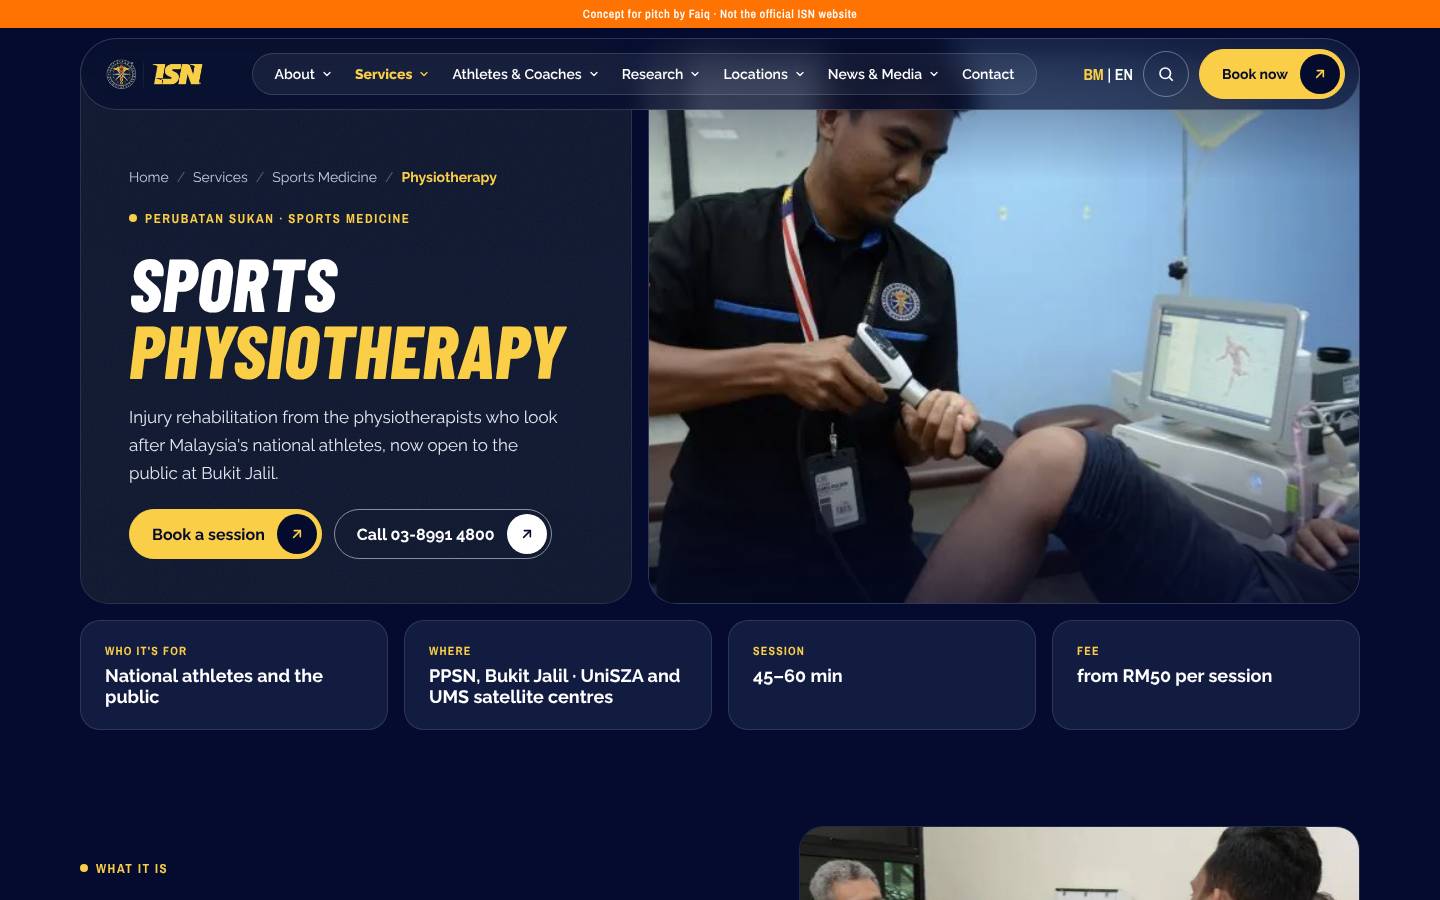 Concept for pitch by Faiq · Not the official ISN website
ISN
About
Services
Athletes & Coaches
Research
Locations
News & Media
Contact
BM | EN
Book now
Home / Services / Sports Medicine / Physiotherapy
PERUBATAN SUKAN · SPORTS MEDICINE
SPORTS
PHYSIOTHERAPY
Injury rehabilitation from the physiotherapists who look
after Malaysia's national athletes, now open to the
public at Bukit Jalil.
Book a session
Call 03-8991 4800
WHO IT'S FOR
National athletes and the
public
WHERE
PPSN, Bukit Jalil · UniSZA and
UMS satellite centres
SESSION
45–60 min
FEE
from RM50 per session
WHAT IT IS